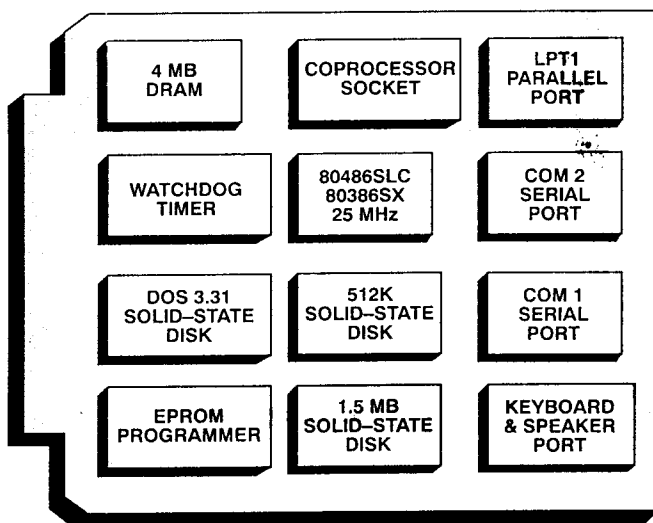 4 MB
DRAM
COPROCESSOR
SOCKET
LPT1
PARALLEL
PORT
WATCHDOG
TIMER
80486SLC
80386SX
25 MHz
COM 2
SERIAL
PORT
DOS 3.31
SOLID–STATE
DISK
512K
SOLID–STATE
DISK
COM 1
SERIAL
PORT
EPROM
PROGRAMMER
1.5 MB
SOLID–STATE
DISK
KEYBOARD
& SPEAKER
PORT